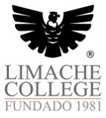 ®
LIMACHE
COLLEGE
FUNDADO 1981